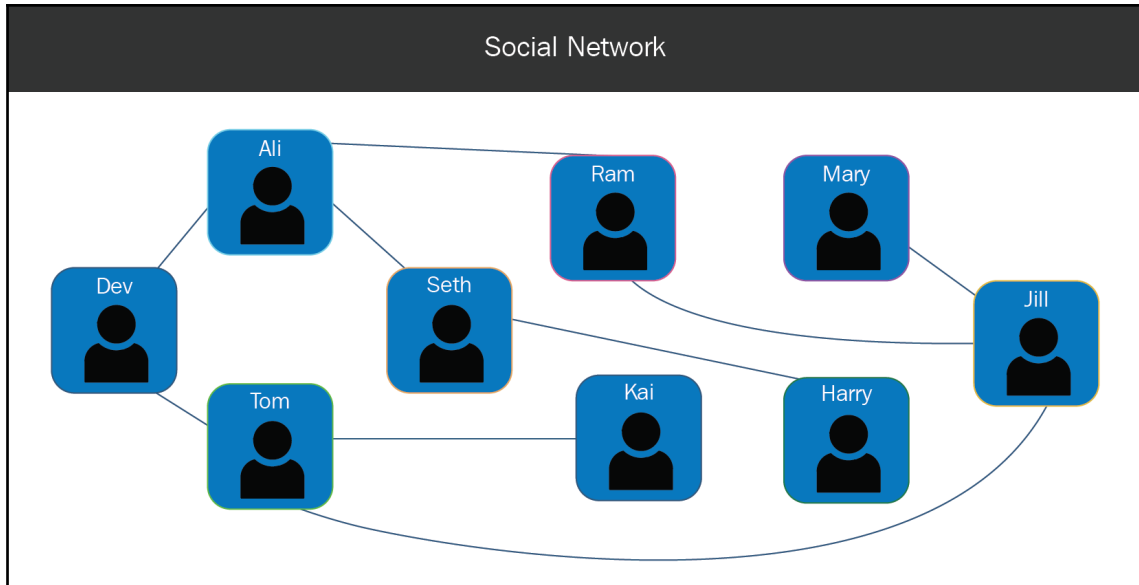 Social Network
Ali
Ram
Mary
Dev
Seth
Jill
Tom
Kai
Harry